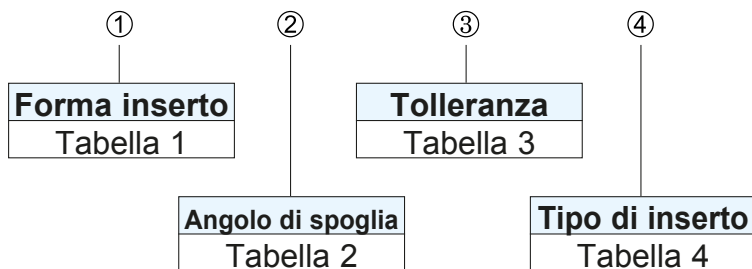 ① ② ③ ④
Forma inserto
Tabella 1
Tolleranza
Tabella 3
Angolo di spoglia
Tabella 2
Tipo di inserto
Tabella 4